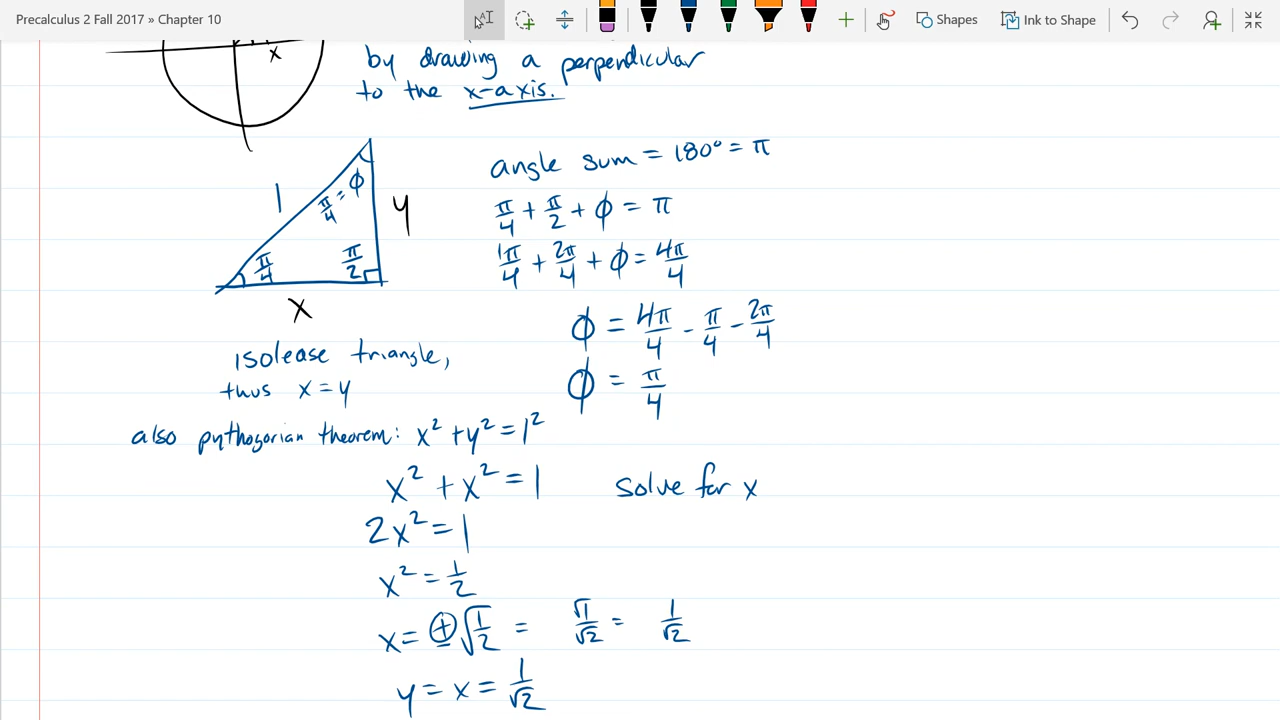 Precalculus 2 Fall 2017 » Chapter 10
Shapes
Ink to Shape
x
by drawing a perpendicular
to the x-axis.
angle sum = 180° = π
1
π/4 = ϕ
y
π/4 + π/2 + ϕ = π
π/4
π/2
1π/4 + 2π/4 + ϕ = 4π/4
x
ϕ = 4π/4 - π/4 - 2π/4
isolease triangle,
thus x = y
ϕ = π/4
also pythogorian theorem: x² + y² = 1²
x² + x² = 1
solve for x
2x² = 1
x² = 1/2
x = ±√(1/2) = √1/√2 = 1/√2
y = x = 1/√2